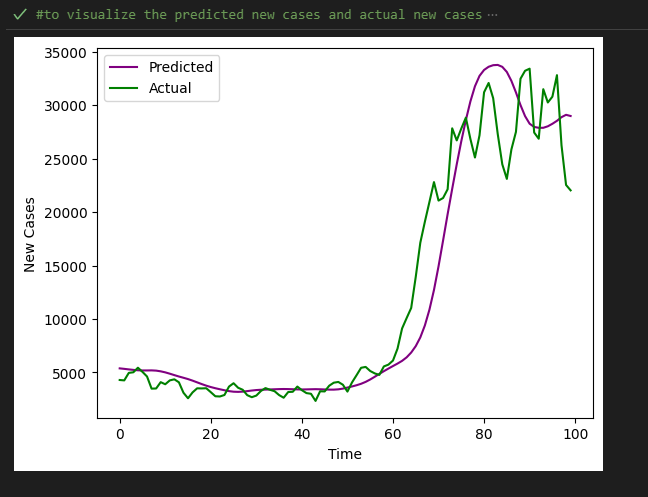 #to visualize the predicted new cases and actual new cases ···
35000
30000
25000
20000
15000
10000
5000
New Cases
Predicted
Actual
0 20 40 60 80 100
Time